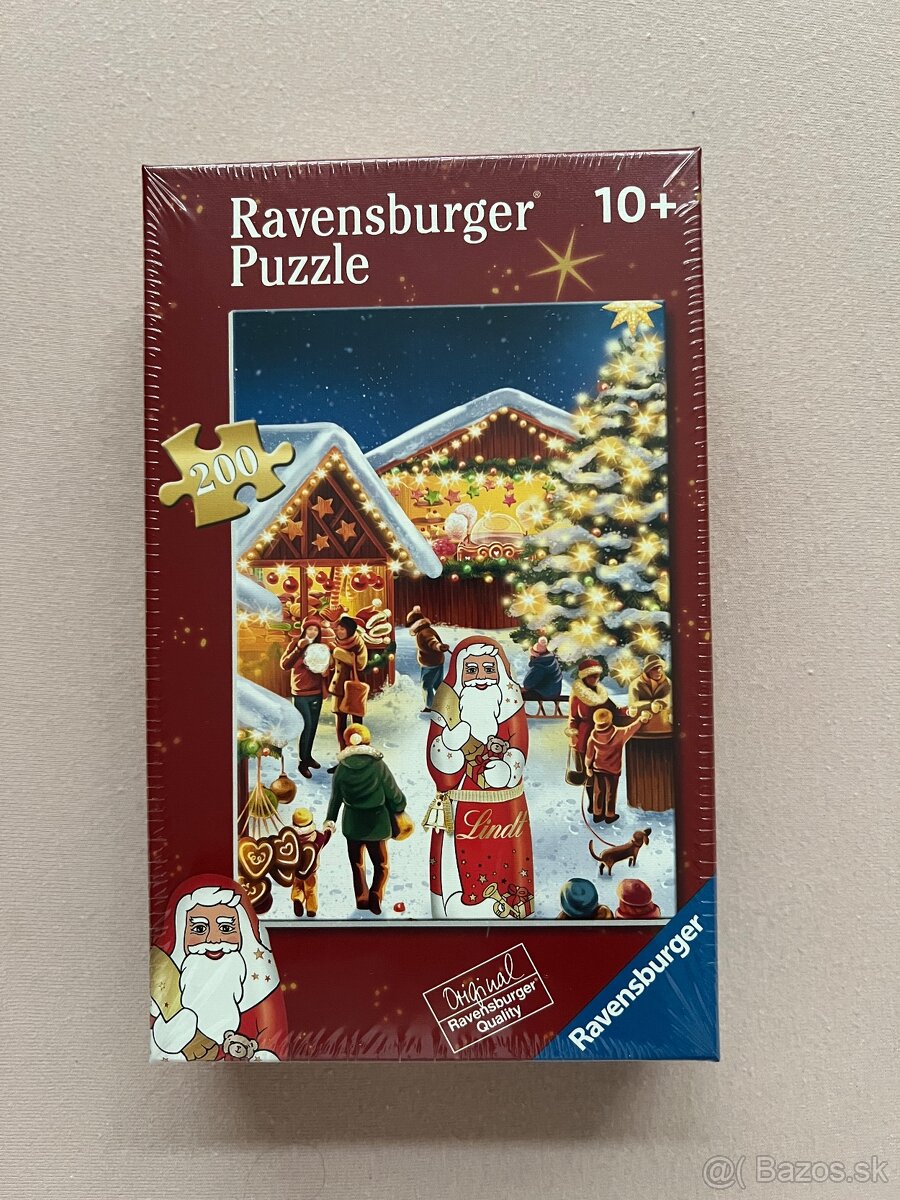 Ravensburger®
Puzzle
10+
200
Lindt
Original
Ravensburger®
Quality
Ravensburger
@( Bazos.sk